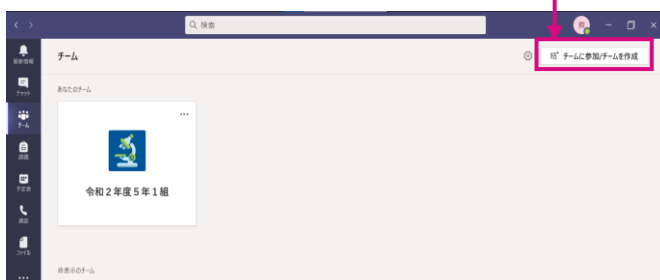 検索
教
チーム
チームに参加/チームを作成
最新情報
チャット
あなたのチーム
チーム
課題
令和2年度5年1組
予定表
通話
ファイル
非表示のチーム